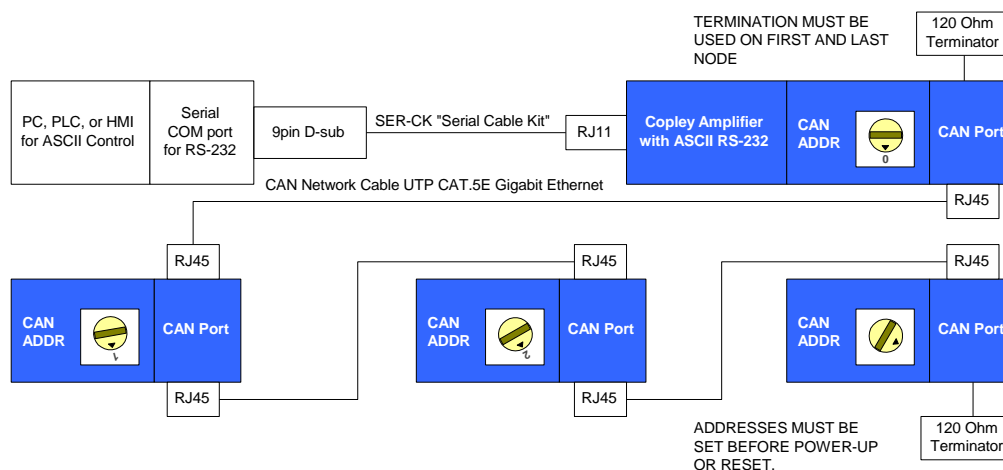 TERMINATION MUST BE
USED ON FIRST AND LAST
NODE
120 Ohm
Terminator
PC, PLC, or HMI
for ASCII Control
Serial
COM port
for RS-232
9pin D-sub
SER-CK "Serial Cable Kit"
RJ11
Copley Amplifier
with ASCII RS-232
CAN
ADDR
0
CAN Port
CAN Network Cable UTP CAT.5E Gigabit Ethernet
RJ45
RJ45
RJ45
RJ45
CAN
ADDR
1
CAN Port
CAN
ADDR
2
CAN Port
CAN
ADDR
CAN Port
RJ45
RJ45
ADDRESSES MUST BE
SET BEFORE POWER-UP
OR RESET.
120 Ohm
Terminator